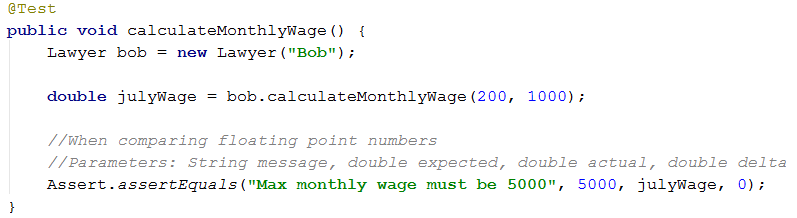 @Test
public void calculateMonthlyWage() {
Lawyer bob = new Lawyer("Bob");
double julyWage = bob.calculateMonthlyWage(200, 1000);
//When comparing floating point numbers
//Parameters: String message, double expected, double actual, double delta
Assert.assertEquals("Max monthly wage must be 5000", 5000, julyWage, 0);
}